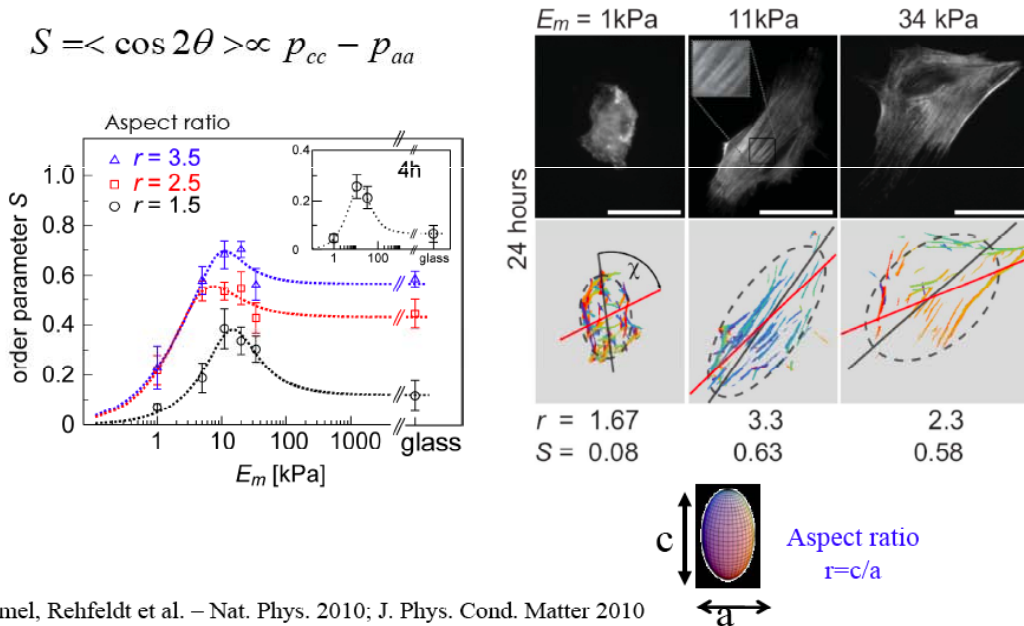 S =< cos 2θ >∝ p_cc − p_aa
Aspect ratio
r = 3.5
r = 2.5
r = 1.5
order parameter S
1.0
0.8
0.6
0.4
0.2
0
1 10 100 1000 glass
E_m [kPa]
4h
0.4
0.2
0
1 100 glass
E_m = 1kPa 11kPa 34 kPa
24 hours
χ
r = 1.67 3.3 2.3
S = 0.08 0.63 0.58
c
a
Aspect ratio
r=c/a
mel, Rehfeldt et al. – Nat. Phys. 2010; J. Phys. Cond. Matter 2010